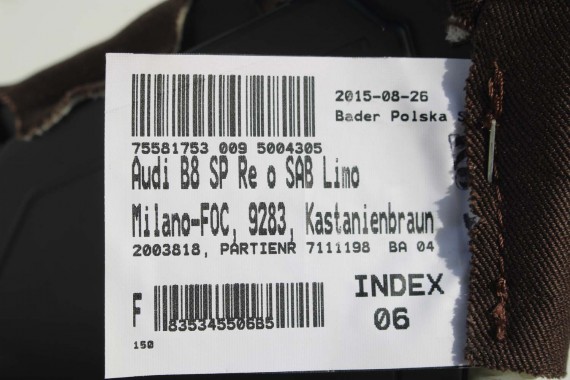 2015-08-26
Bader Polska S
75581753 009 5004305
Audi B8 SP Re o SAB Limo
Milano-FOC, 9283, Kastanienbraun
2003818, PARTIENR 7111198 BA 04
F
83534550685
INDEX
06
150